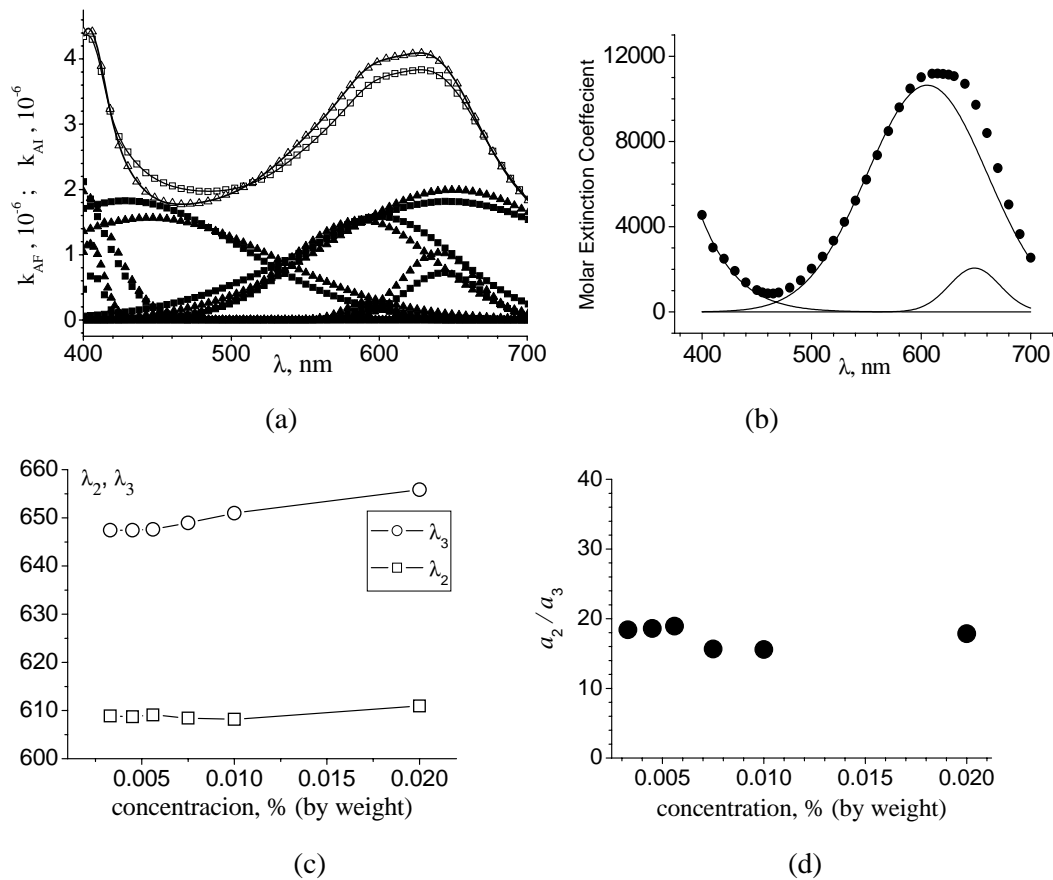 k_AF, 10^-6 ; k_AI, 10^-6
4
3
2
1
0
400 500 600 700
λ, nm
(a)
Molar Extinction Coeffecient
12000
8000
4000
0
400 500 600 700
λ, nm
(b)
λ_2, λ_3
660
650
640
630
620
610
600
λ_3
λ_2
0.005 0.010 0.015 0.020
concentracion, % (by weight)
(c)
a_2 / a_3
40
30
20
10
0
0.005 0.010 0.015 0.020
concentration, % (by weight)
(d)